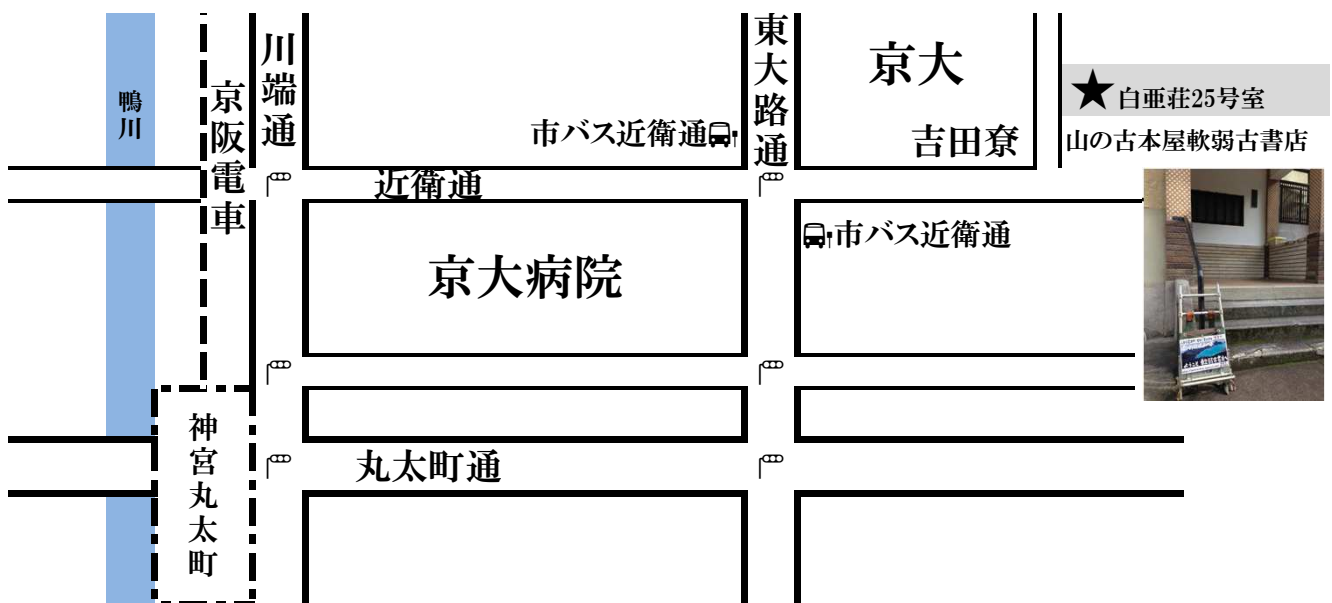 鴨川
京阪電車
川端通
東大路通
京大
吉田寮
★白亜荘25号室
山の古本屋軟弱古書店
市バス近衛通
近衛通
市バス近衛通
京大病院
神宮丸太町
丸太町通